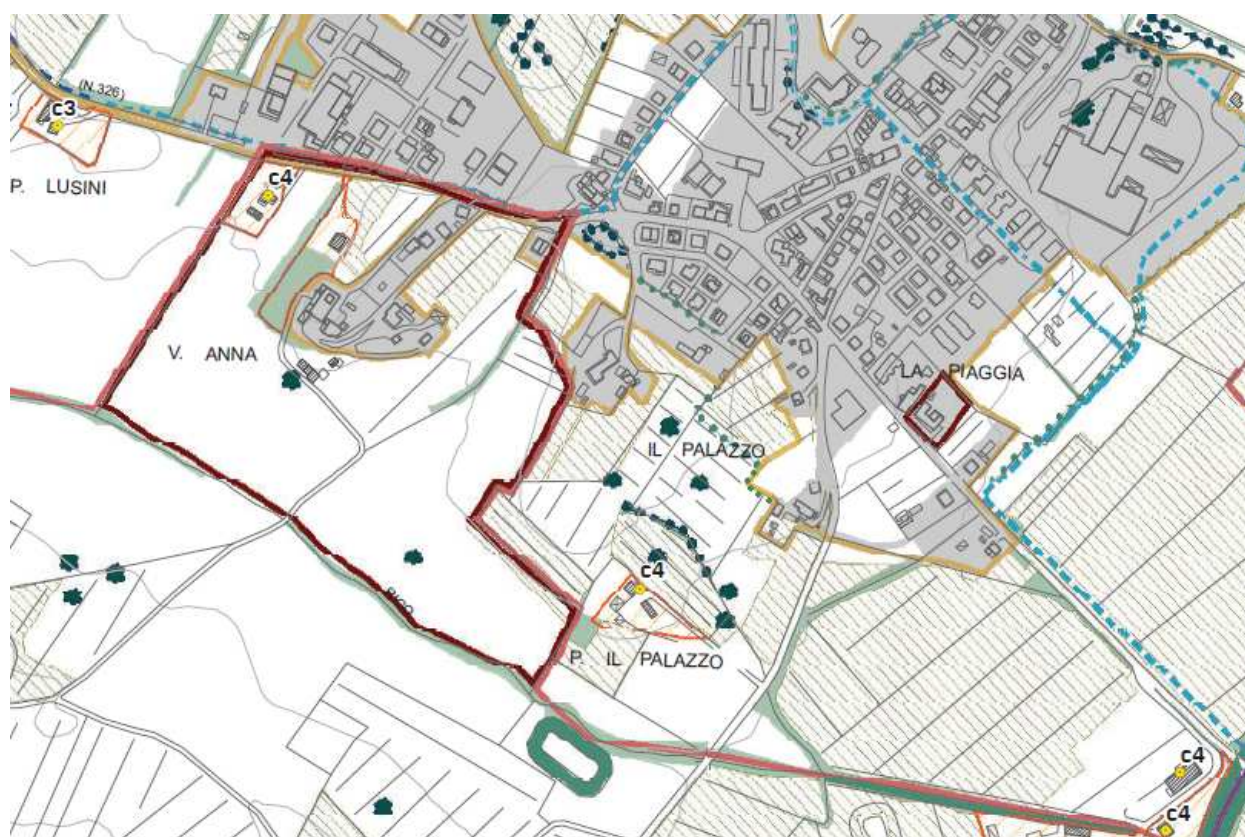 (N.326)
c3
P. LUSINI
c4
V. ANNA
LA PIAGGIA
IL PALAZZO
c4
P. IL PALAZZO
c4
c4